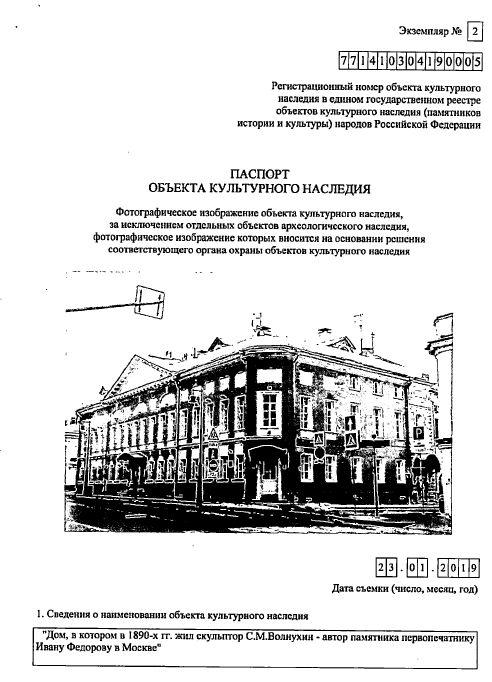 Экземпляр № 2
771410304190005
Регистрационный номер объекта культурного
наследия в едином государственном реестре
объектов культурного наследия (памятников
истории и культуры) народов Российской Федерации
ПАСПОРТ
ОБЪЕКТА КУЛЬТУРНОГО НАСЛЕДИЯ
Фотографическое изображение объекта культурного наследия,
за исключением отдельных объектов археологического наследия,
фотографическое изображение которых вносится на основании решения
соответствующего органа охраны объектов культурного наследия
P
23.01.2019
Дата съемки (число, месяц, год)
1. Сведения о наименовании объекта культурного наследия
"Дом, в котором в 1890-х гг. жил скульптор С.М.Волнухин - автор памятника первопечатнику
Ивану Федорову в Москве"